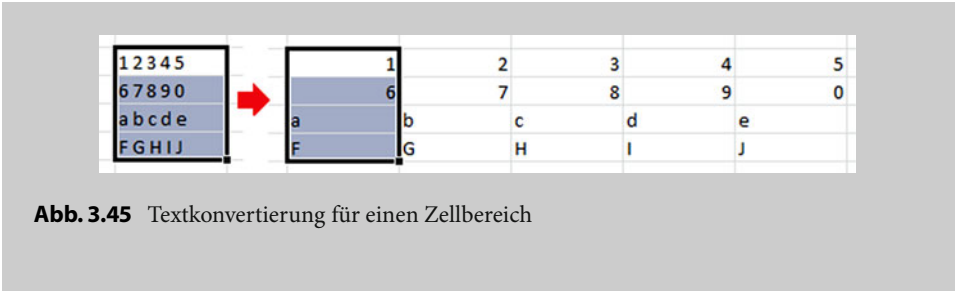 1 2 3 4 5 1 2 3 4 5
6 7 8 9 0 6 7 8 9 0
a b c d e a b c d e
F G H I J F G H I J
Abb. 3.45 Textkonvertierung für einen Zellbereich